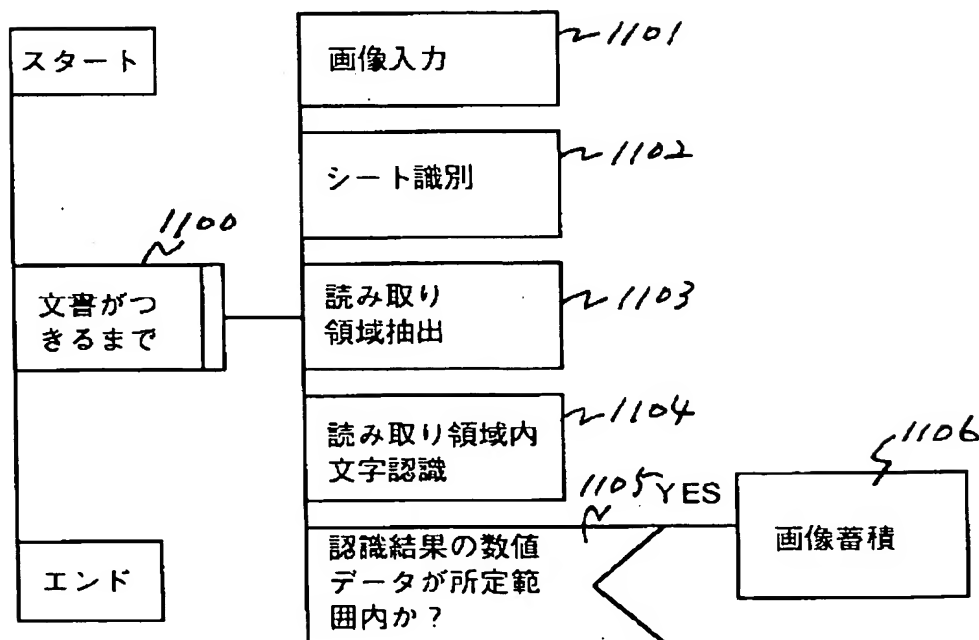 スタート
1100
文書がつ
きるまで
エンド
画像入力
1101
シート識別
1102
読み取り
領域抽出
1103
読み取り領域内
文字認識
1104
1105 YES
認識結果の数値
データが所定範
囲内か?
1106
画像蓄積